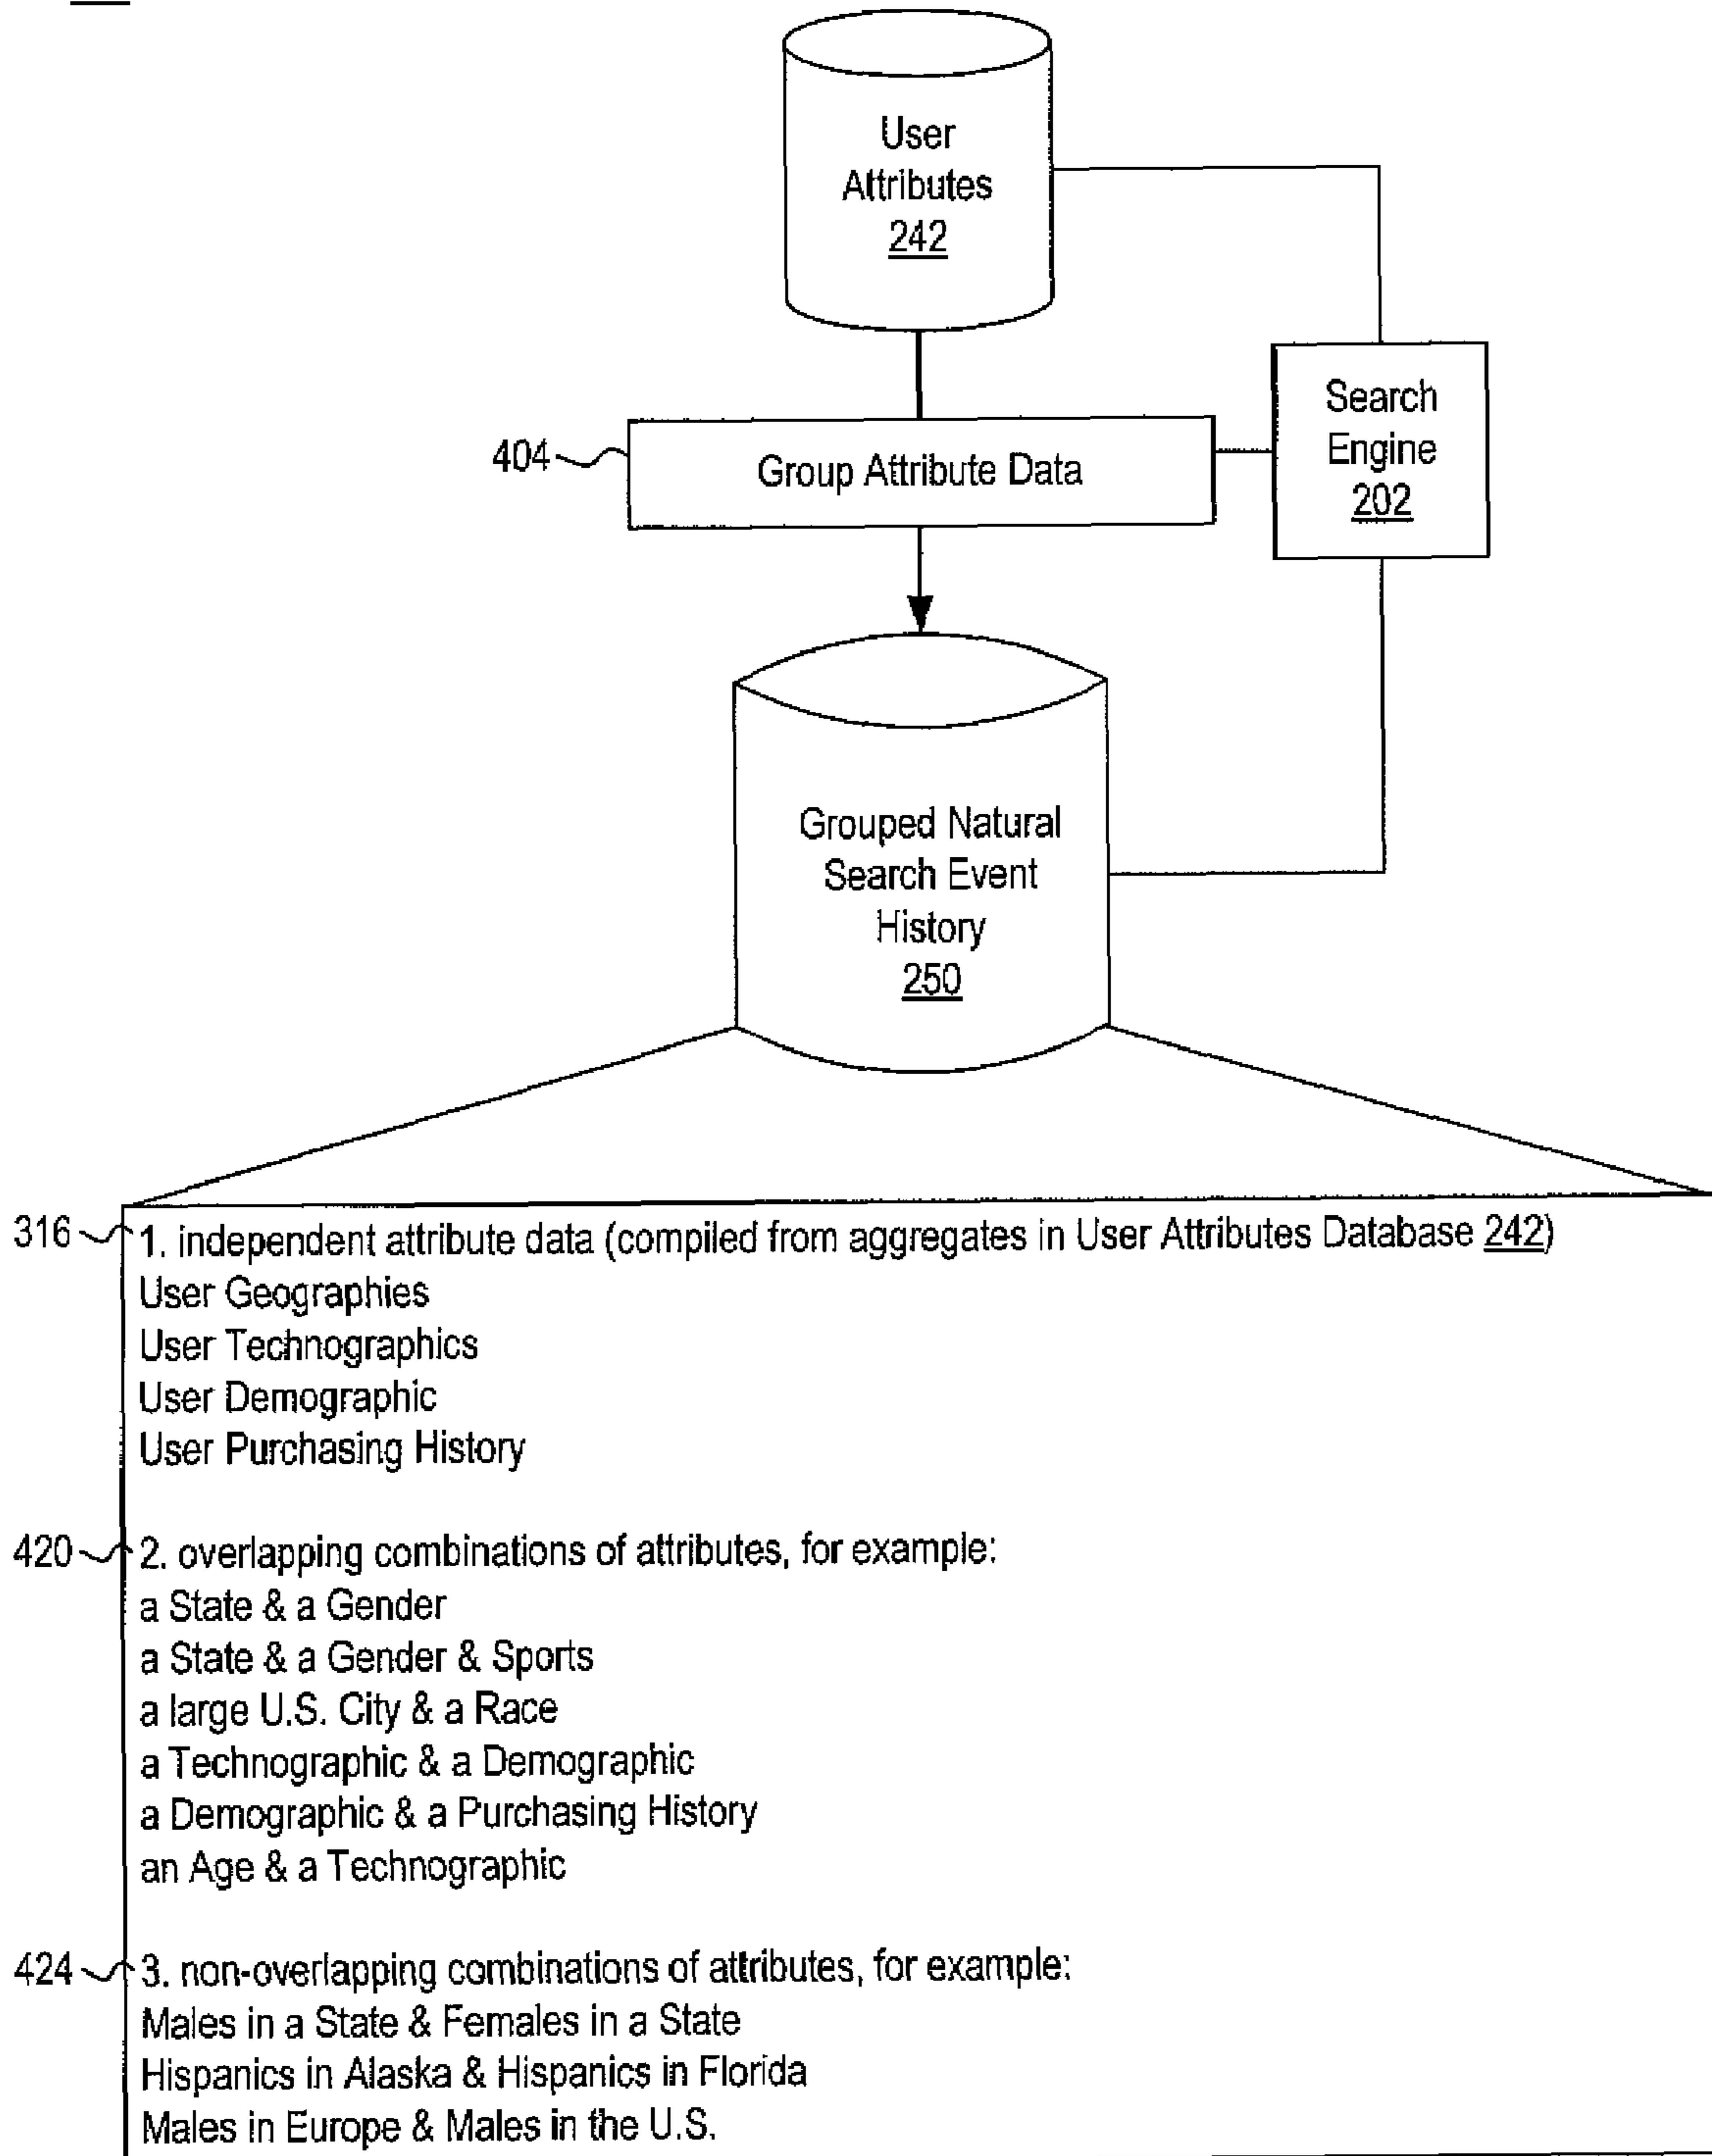 User
Attributes
242
404
Group Attribute Data
Search
Engine
202
Grouped Natural
Search Event
History
250
316 1. independent attribute data (compiled from aggregates in User Attributes Database 242)
User Geographies
User Technographics
User Demographic
User Purchasing History
420 2. overlapping combinations of attributes, for example:
a State & a Gender
a State & a Gender & Sports
a large U.S. City & a Race
a Technographic & a Demographic
a Demographic & a Purchasing History
an Age & a Technographic
424 3. non-overlapping combinations of attributes, for example:
Males in a State & Females in a State
Hispanics in Alaska & Hispanics in Florida
Males in Europe & Males in the U.S.